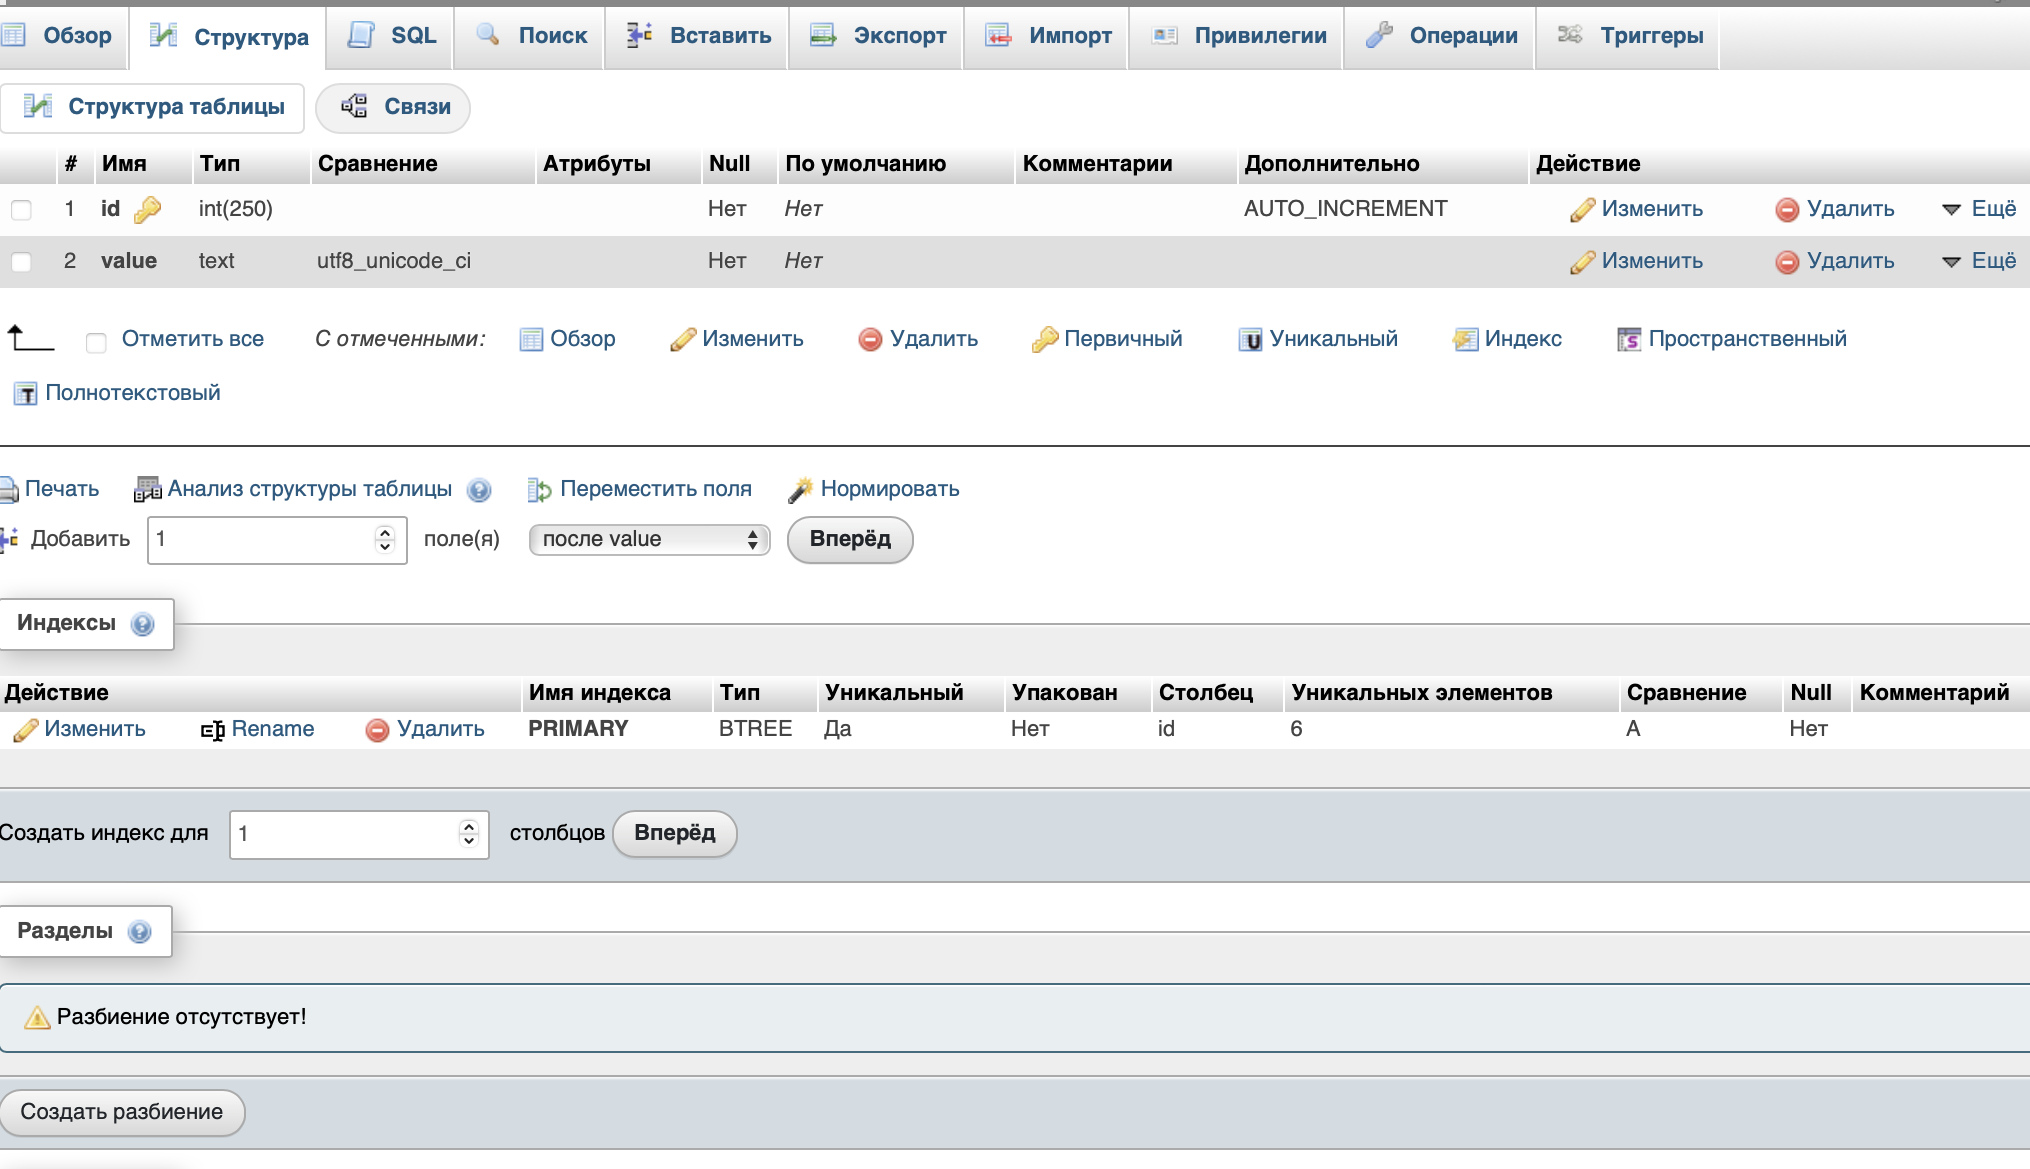 Обзор Структура SQL Поиск Вставить Экспорт Импорт Привилегии Операции Триггеры
Структура таблицы Связи
# Имя Тип Сравнение Атрибуты Null По умолчанию Комментарии Дополнительно Действие
1 id int(250) Нет Нет AUTO_INCREMENT Изменить Удалить Ещё
2 value text utf8_unicode_ci Нет Нет Изменить Удалить Ещё
Отметить все С отмеченными: Обзор Изменить Удалить Первичный Уникальный Индекс Пространственный
Полнотекстовый
Печать Анализ структуры таблицы Переместить поля Нормировать
Добавить 1 поле(я) после value Вперёд
Индексы
Действие Имя индекса Тип Уникальный Упакован Столбец Уникальных элементов Сравнение Null Комментарий
Изменить Rename Удалить PRIMARY BTREE Да Нет id 6 A Нет
Создать индекс для 1 столбцов Вперёд
Разделы
Разбиение отсутствует!
Создать разбиение